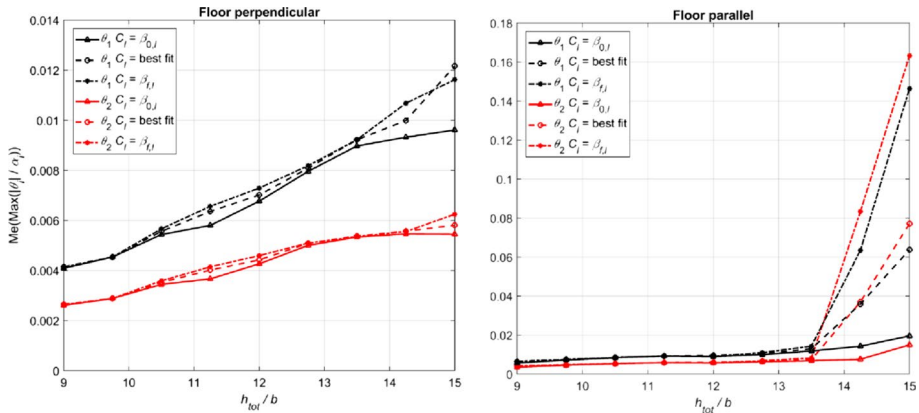 Floor perpendicular
θ1 Ci = β0,i
θ1 Ci = best fit
θ1 Ci = βf,i
θ2 Ci = β0,i
θ2 Ci = best fit
θ2 Ci = βf,i
Me(Max(|θ| / αi))
0.014
0.012
0.01
0.008
0.006
0.004
0.002
0
9 10 11 12 13 14 15
htot / b
Floor parallel
θ1 Ci = β0,i
θ1 Ci = best fit
θ1 Ci = βf,i
θ2 Ci = β0,i
θ2 Ci = best fit
θ2 Ci = βf,i
0.18
0.16
0.14
0.12
0.1
0.08
0.06
0.04
0.02
0
9 10 11 12 13 14 15
htot / b